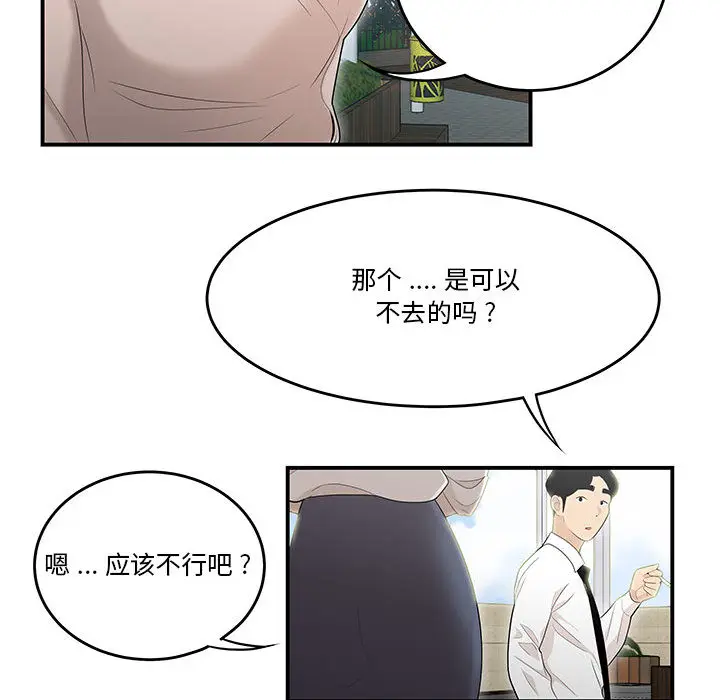 那个 .... 是可以
不去的吗 ?
嗯 ... 应该不行吧 ?